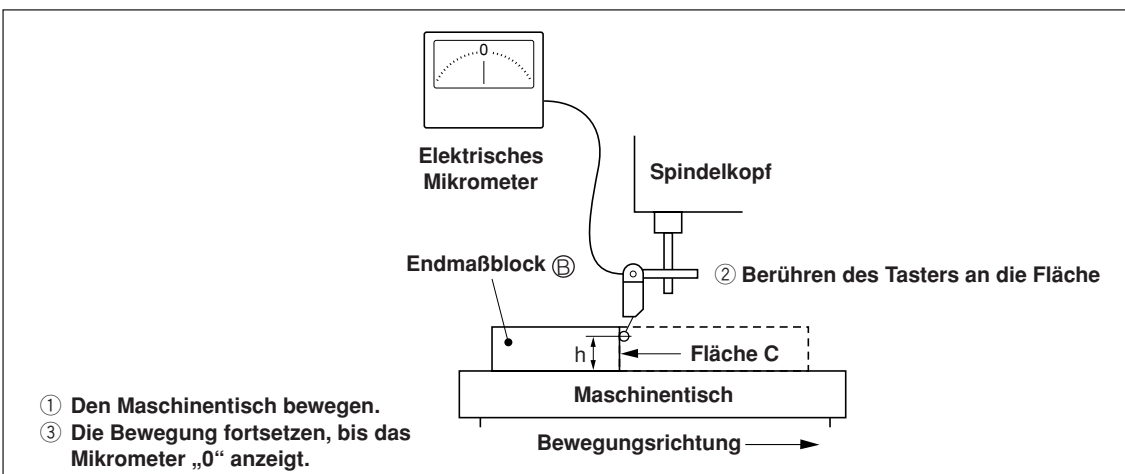 0
Elektrisches
Mikrometer
Spindelkopf
Endmaßblock Ⓑ
② Berühren des Tasters an die Fläche
h
Fläche C
Maschinentisch
① Den Maschinentisch bewegen.
③ Die Bewegung fortsetzen, bis das
Mikrometer „0“ anzeigt.
Bewegungsrichtung